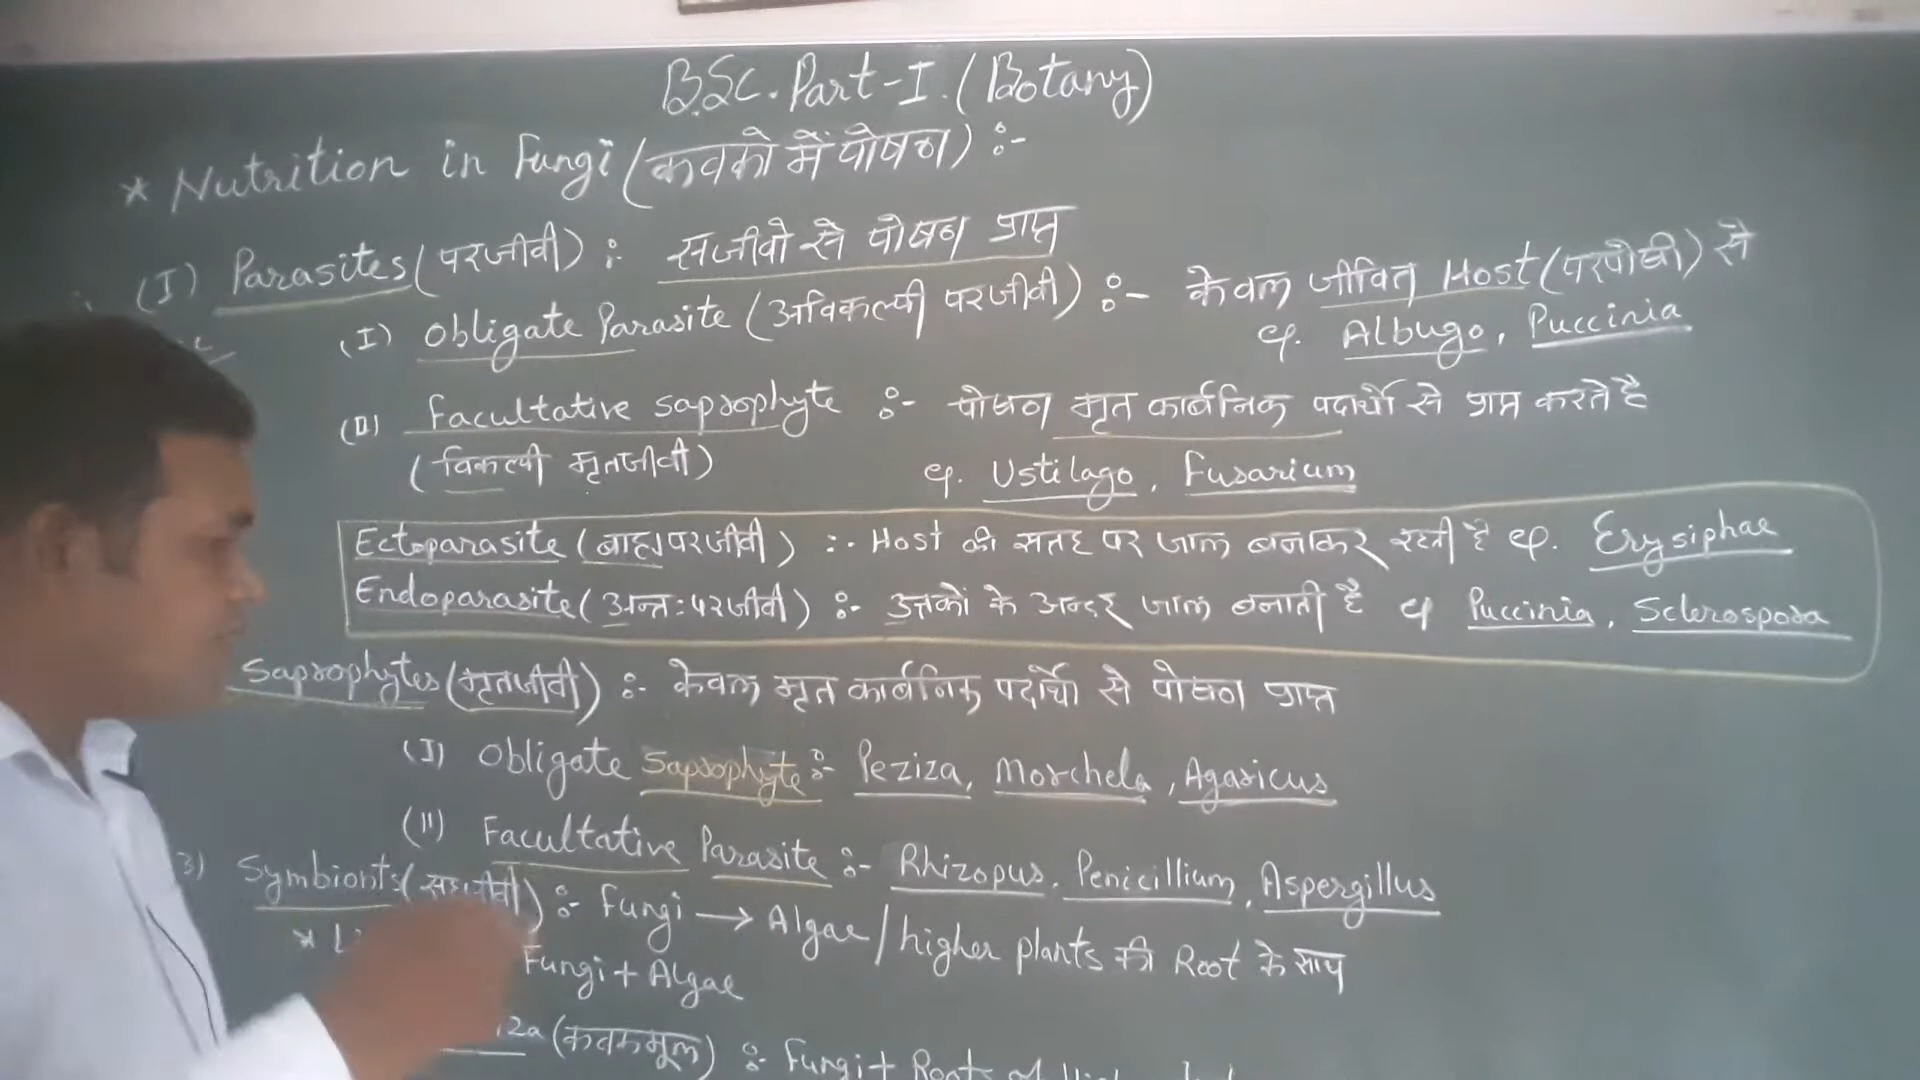 B.Sc. Part-I. (Botany)
* Nutrition in Fungi (कवको में पोषण) :-
(I) Parasites (परजीवी) : सजीवो से पोषण प्राप्त
(I) Obligate Parasite (अविकल्पी परजीवी) :- केवल जीवित Host (परपोषी) से
eg. Albugo, Puccinia
(II) Facultative saprophyte :- पोषण मृत कार्बनिक पदार्थो से प्राप्त करते है
(विकल्पी मृतजीवी) eg. Ustilago, Fusarium
Ectoparasite (बाह्य परजीवी) :- Host की सतह पर जाल बनाकर रहती है eg. Erysiphae
Endoparasite (अन्त: परजीवी) :- उत्तकों के अन्दर जाल बनाती है eg Puccinia, Sclerospora
Saprophytes (मृतजीवी) :- केवल मृत कार्बनिक पदार्थो से पोषण प्राप्त
(I) Obligate Saprophyte :- Peziza, Morchela, Agaricus
(II) Facultative Parasite :- Rhizopus, Penicillium, Aspergillus
3) Symbionts ( :- Fungi → Algae / higher plants की Root के साथ
* Fungi + Algae
(कवकमूल) :- Fungi + Roots of